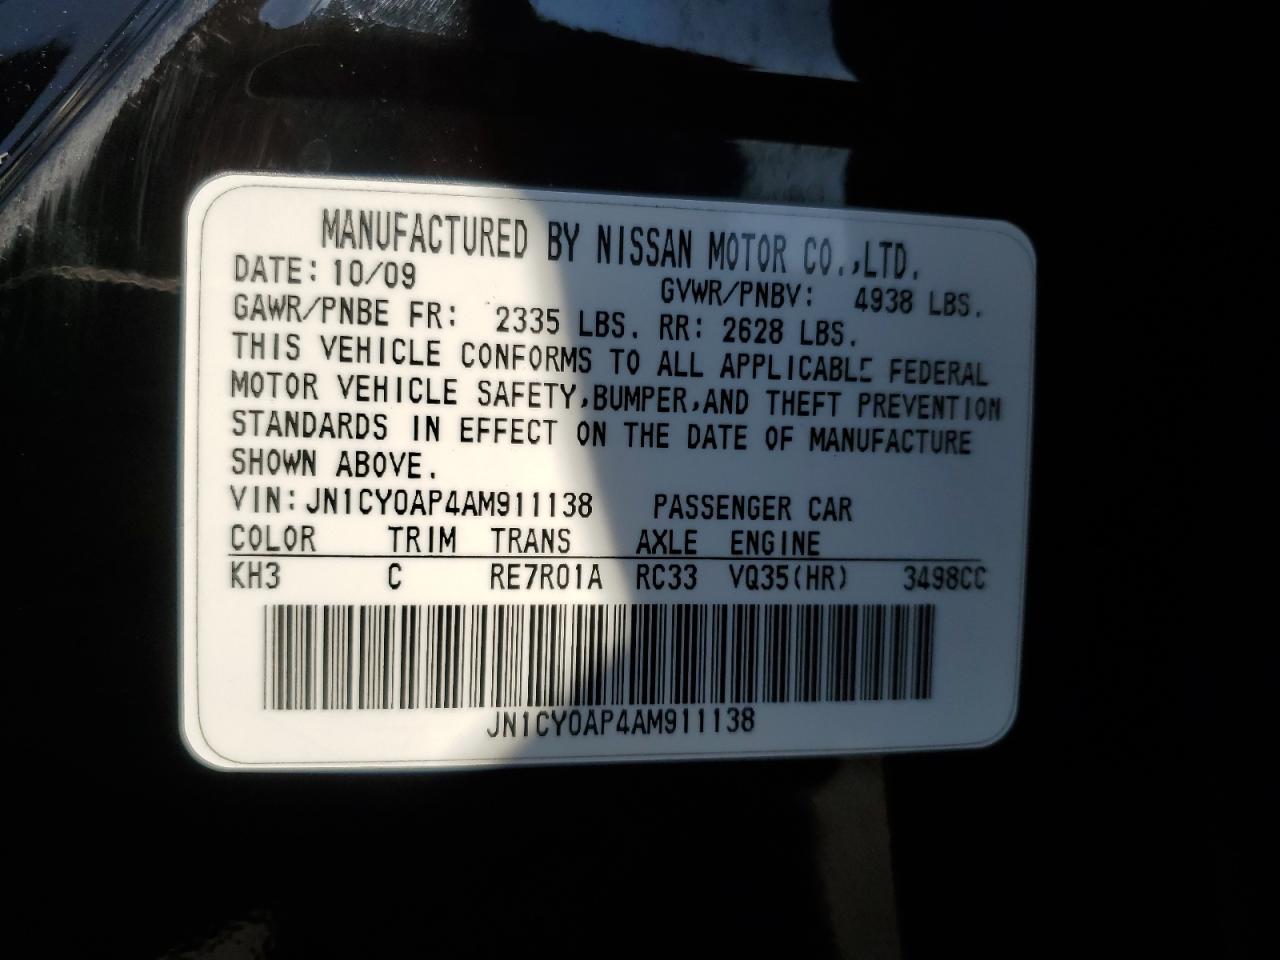 MANUFACTURED BY NISSAN MOTOR CO.,LTD.
DATE: 10/09 GVWR/PNBV: 4938 LBS.
GAWR/PNBE FR: 2335 LBS. RR: 2628 LBS.
THIS VEHICLE CONFORMS TO ALL APPLICABLE FEDERAL
MOTOR VEHICLE SAFETY,BUMPER,AND THEFT PREVENTION
STANDARDS IN EFFECT ON THE DATE OF MANUFACTURE
SHOWN ABOVE.
VIN:JN1CY0AP4AM911138 PASSENGER CAR
COLOR TRIM TRANS AXLE ENGINE
KH3 C RE7R01A RC33 VQ35(HR) 3498CC
JN1CY0AP4AM911138